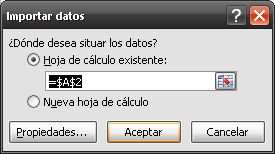 Importar datos
¿Dónde desea situar los datos?
Hoja de cálculo existente:
=$A$2
Nueva hoja de cálculo
Propiedades... Aceptar Cancelar